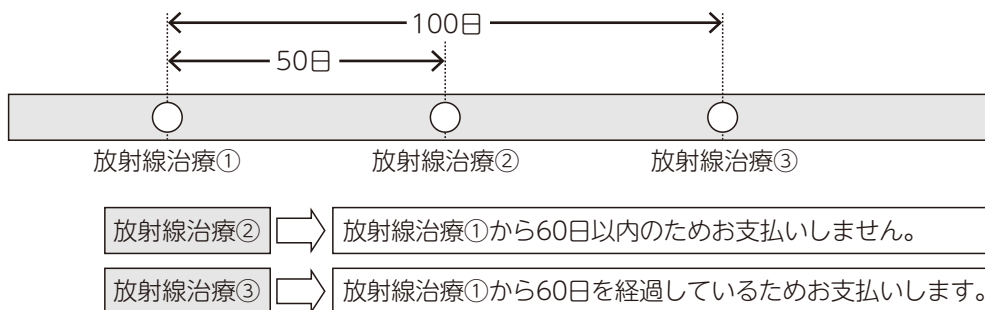 100日
50日
放射線治療①
放射線治療②
放射線治療③
放射線治療② 放射線治療①から60日以内のためお支払いしません。
放射線治療③ 放射線治療①から60日を経過しているためお支払いします。